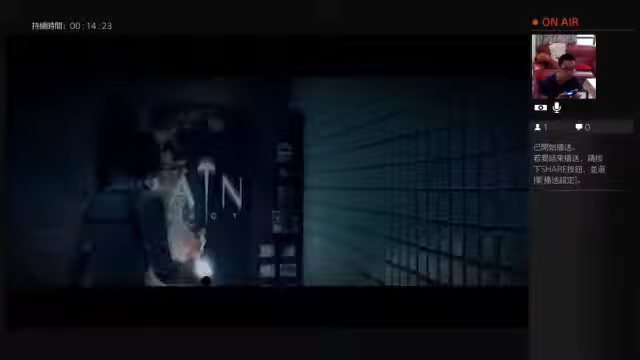 持續時間: 00:14:23
ON AIR
1
0
已開始播送。
若要結束播送，請按
下SHARE按鈕，並選
擇[播送設定]。
AIN
CY